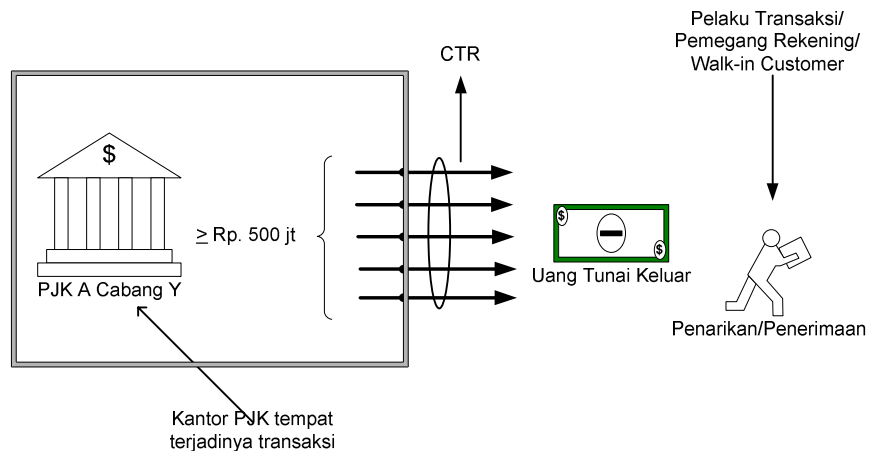 Pelaku Transaksi/
Pemegang Rekening/
Walk-in Customer
CTR
$
≥ Rp. 500 jt
PJK A Cabang Y
$
$
Uang Tunai Keluar
Penarikan/Penerimaan
Kantor PJK tempat
terjadinya transaksi